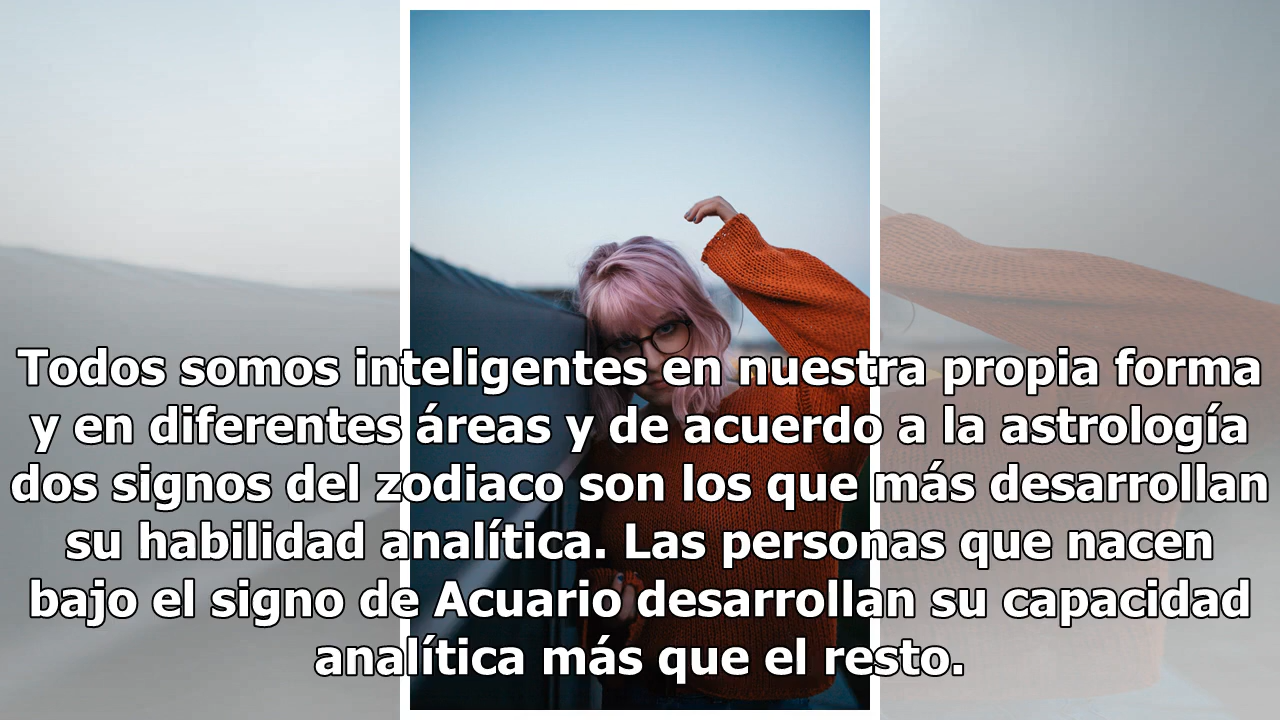 Todos somos inteligentes en nuestra propia forma
y en diferentes áreas y de acuerdo a la astrología
dos signos del zodiaco son los que más desarrollan
su habilidad analítica. Las personas que nacen
bajo el signo de Acuario desarrollan su capacidad
analítica más que el resto.